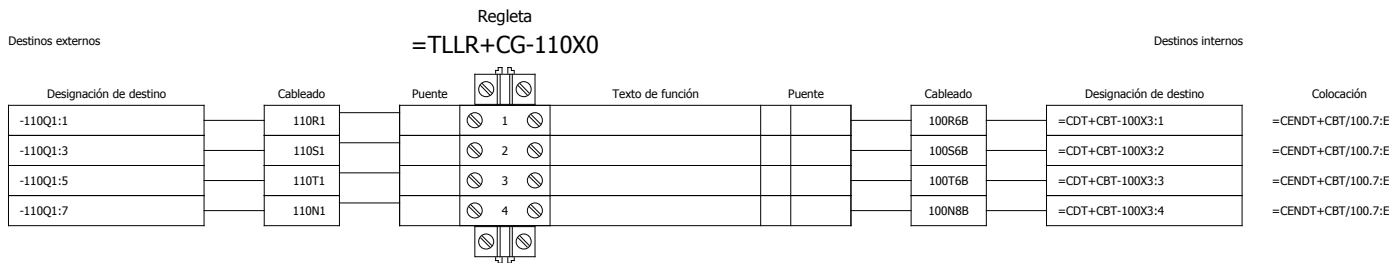 Regleta
Destinos externos =TLLR+CG-110X0 Destinos internos
Designación de destino Cableado Puente Texto de función Puente Cableado Designación de destino Colocación
-110Q1:1 110R1 1 100R6B =CDT+CBT-100X3:1 =CENDT+CBT/100.7:E
-110Q1:3 110S1 2 100S6B =CDT+CBT-100X3:2 =CENDT+CBT/100.7:E
-110Q1:5 110T1 3 100T6B =CDT+CBT-100X3:3 =CENDT+CBT/100.7:E
-110Q1:7 110N1 4 100N8B =CDT+CBT-100X3:4 =CENDT+CBT/100.7:E